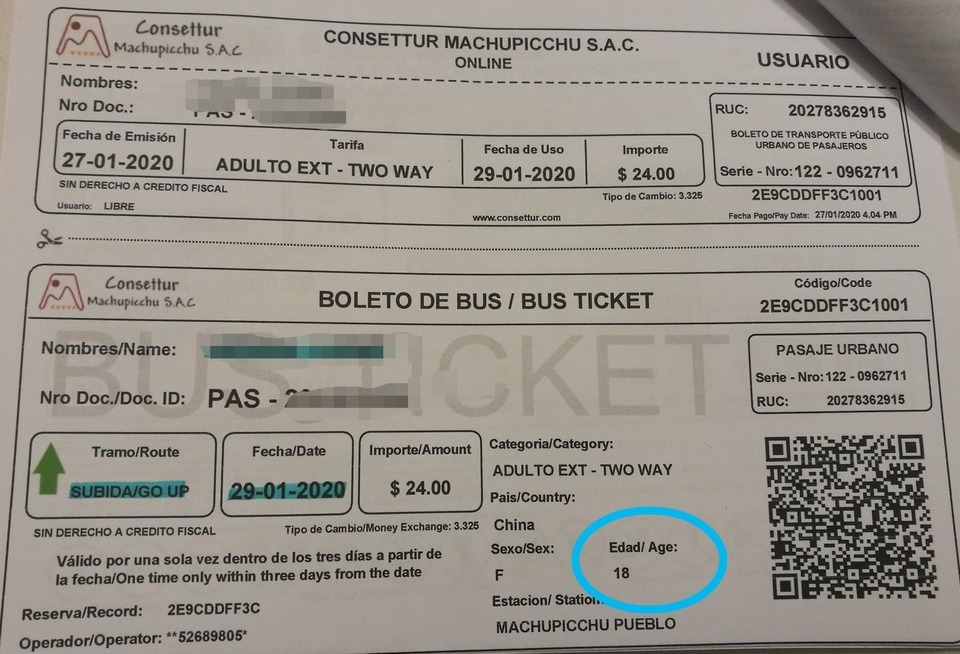 Consettur
Machupicchu S.A.C
CONSETTUR MACHUPICCHU S.A.C.
ONLINE
USUARIO
Nombres:
Nro Doc.:
PAS -
RUC: 20278362915
BOLETO DE TRANSPORTE PÚBLICO
URBANO DE PASAJEROS
Serie - Nro:122 - 0962711
2E9CDDFF3C1001
Fecha Pago/Pay Date: 27/01/2020 4.04 PM
Fecha de Emisión
27-01-2020
Tarifa
ADULTO EXT - TWO WAY
Fecha de Uso
29-01-2020
Importe
$ 24.00
SIN DERECHO A CREDITO FISCAL
Tipo de Cambio: 3.325
Usuario: LIBRE
www.consettur.com
Consettur
Machupicchu S.A.C
BOLETO DE BUS / BUS TICKET
Código/Code
2E9CDDFF3C1001
BUS TICKET
Nombres/Name:
Nro Doc./Doc. ID: PAS - 2
PASAJE URBANO
Serie - Nro:122 - 0962711
RUC: 20278362915
Tramo/Route
SUBIDA/GO UP
Fecha/Date
29-01-2020
Importe/Amount
$ 24.00
Categoria/Category:
ADULTO EXT - TWO WAY
Pais/Country:
China
Sexo/Sex:
F
Edad/ Age:
18
Estacion/ Station
MACHUPICCHU PUEBLO
SIN DERECHO A CREDITO FISCAL
Tipo de Cambio/Money Exchange: 3.325
Válido por una sola vez dentro de los tres días a partir de
la fecha/One time only within three days from the date
Reserva/Record: 2E9CDDFF3C
Operador/Operator: **52689805*